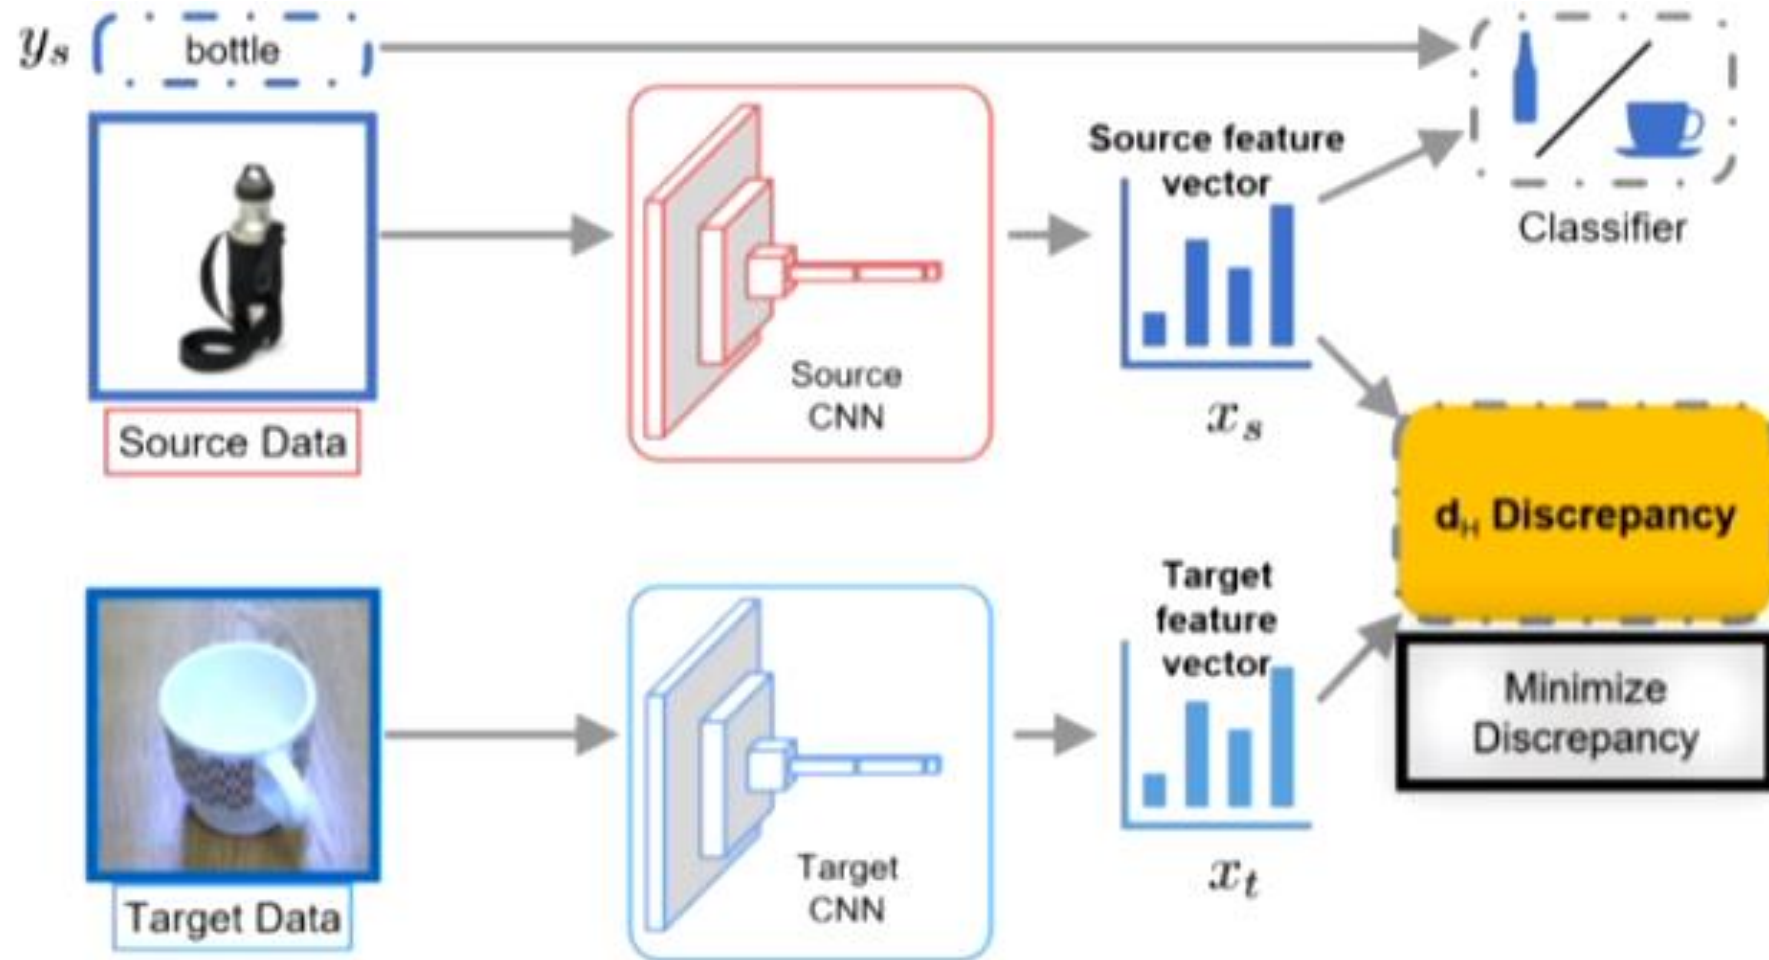 yₛ
bottle
Source Data
Source
CNN
Source feature
vector
xₛ
Classifier
d_H Discrepancy
Minimize
Discrepancy
Target Data
Target
CNN
Target
feature
vector
xₜ